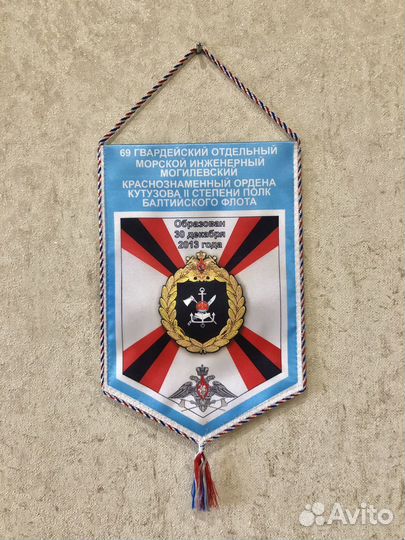 69 ГВАРДЕЙСКИЙ ОТДЕЛЬНЫЙ
МОРСКОЙ ИНЖЕНЕРНЫЙ
МОГИЛЕВСКИЙ
КРАСНОЗНАМЕННЫЙ ОРДЕНА
КУТУЗОВА II СТЕПЕНИ ПОЛК
БАЛТИЙСКОГО ФЛОТА
Образован
30 декабря
2013 года
Avito